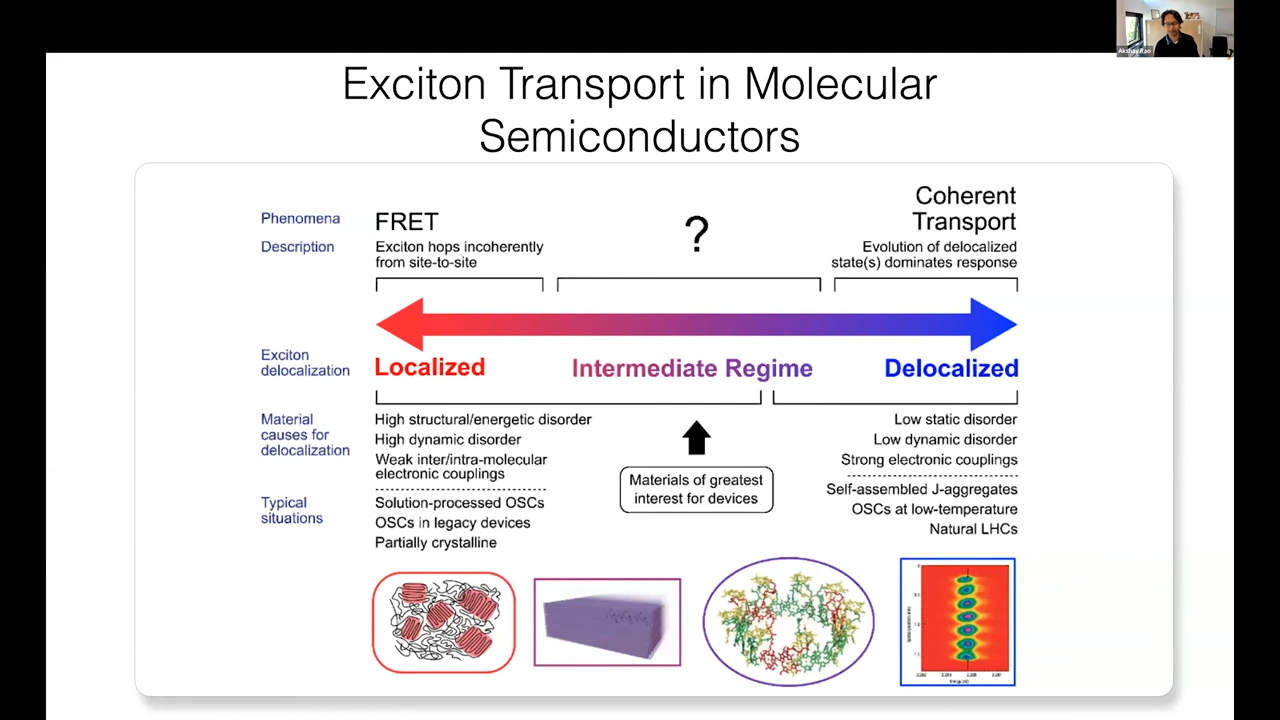 Akshay Rao
Exciton Transport in Molecular
Semiconductors
Phenomena
FRET
?
Coherent
Transport
Description
Exciton hops incoherently
from site-to-site
Evolution of delocalized
state(s) dominates response
Exciton
delocalization
Localized
Intermediate Regime
Delocalized
Material
causes for
delocalization
High structural/energetic disorder
High dynamic disorder
Weak inter/intra-molecular
electronic couplings
Materials of greatest
interest for devices
Low static disorder
Low dynamic disorder
Strong electronic couplings
Typical
situations
Solution-processed OSCs
OSCs in legacy devices
Partially crystalline
Self-assembled J-aggregates
OSCs at low-temperature
Natural LHCs